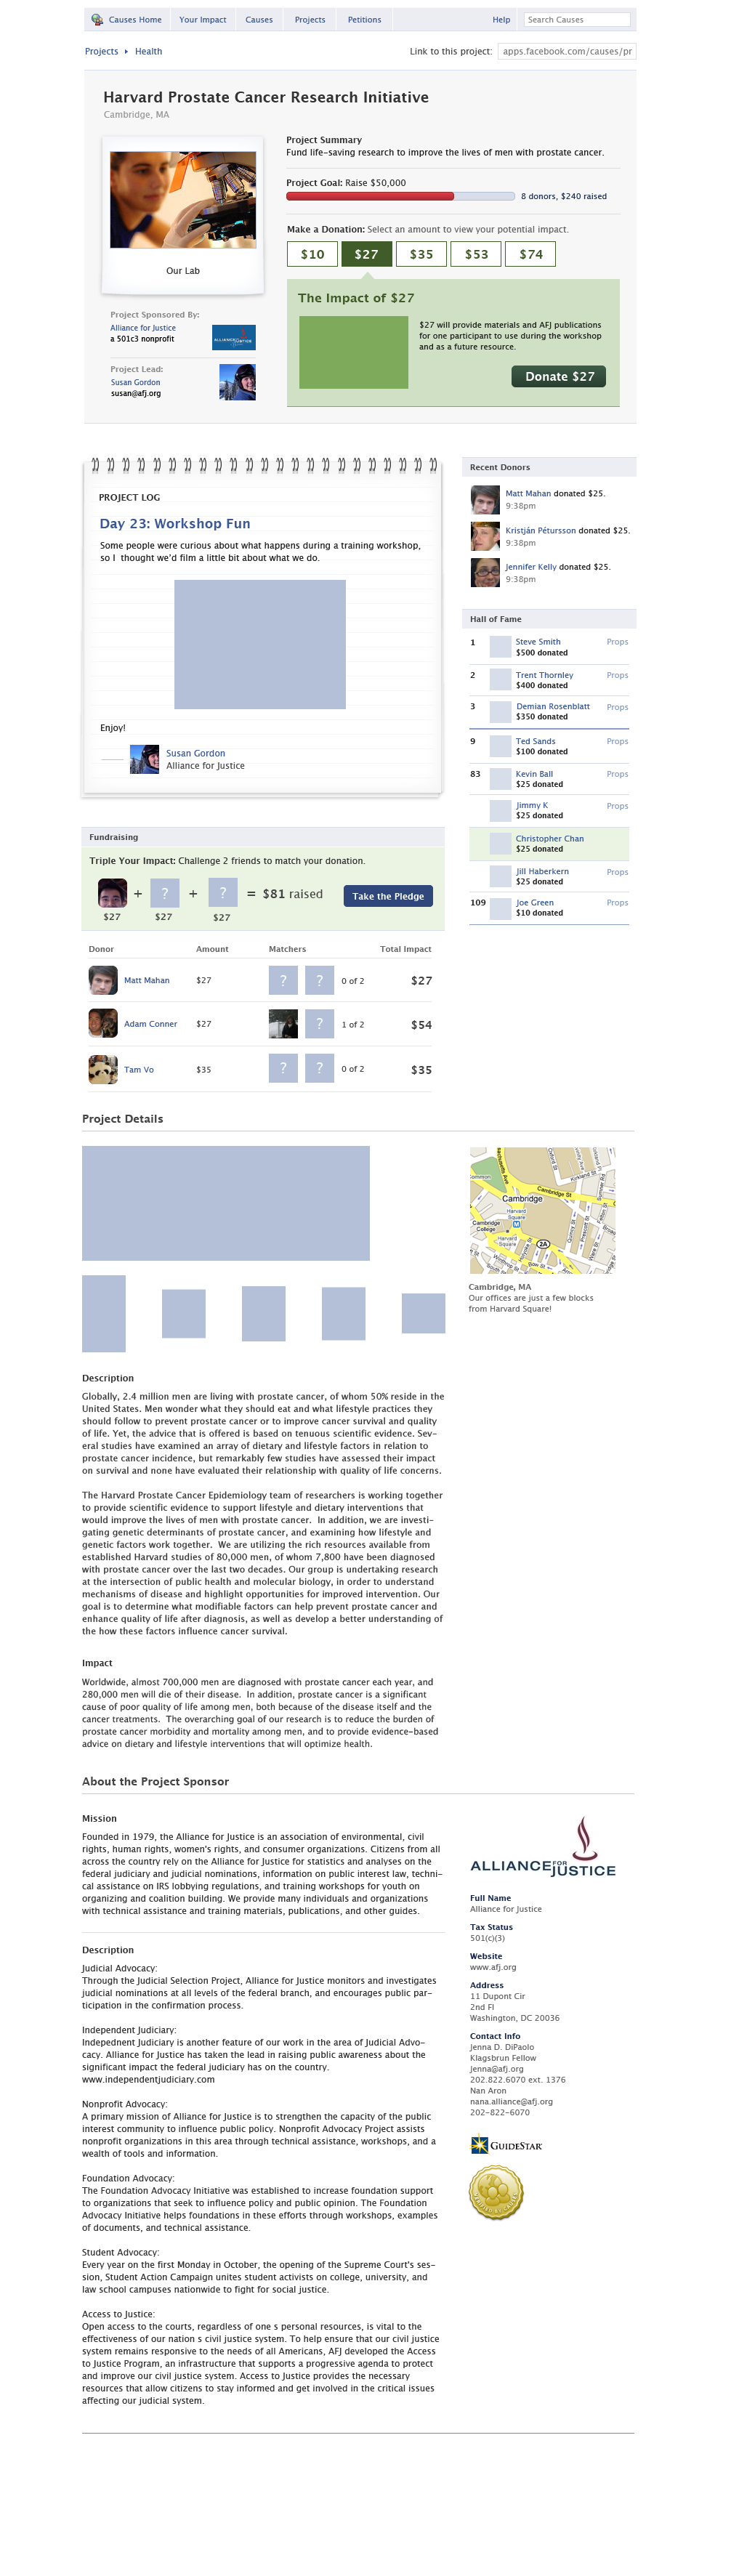 Causes Home Your Impact Causes Projects Petitions Help Search Causes
Projects Health Link to this project: apps.facebook.com/causes/pr
Harvard Prostate Cancer Research Initiative
Cambridge, MA
Our Lab
Project Sponsored By:
Alliance for Justice
a 501c3 nonprofit
Project Lead:
Susan Gordon
susan@afj.org
Project Summary
Fund life-saving research to improve the lives of men with prostate cancer.
Project Goal: Raise $50,000
8 donors, $240 raised
Make a Donation: Select an amount to view your potential impact.
$10 $27 $35 $53 $74
The Impact of $27
$27 will provide materials and AFJ publications
for one participant to use during the workshop
and as a future resource.
Donate $27
PROJECT LOG
Day 23: Workshop Fun
Some people were curious about what happens during a training workshop,
so I  thought we'd film a little bit about what we do.
Enjoy!
Susan Gordon
Alliance for Justice
Recent Donors
Matt Mahan donated $25.
9:38pm
Kristján Pétursson donated $25.
9:38pm
Jennifer Kelly donated $25.
9:38pm
Hall of Fame
1 Steve Smith Props
$500 donated
2 Trent Thornley Props
$400 donated
3 Demian Rosenblatt Props
$350 donated
9 Ted Sands Props
$100 donated
83 Kevin Ball Props
$25 donated
Jimmy K Props
$25 donated
Christopher Chan
$25 donated
Jill Haberkern Props
$25 donated
109 Joe Green Props
$10 donated
Fundraising
Triple Your Impact: Challenge 2 friends to match your donation.
+ ? + ? = $81 raised Take the Pledge
$27 $27 $27
Donor Amount Matchers Total Impact
Matt Mahan $27 ? ? 0 of 2 $27
Adam Conner $27 ? 1 of 2 $54
Tam Vo $35 ? ? 0 of 2 $35
Project Details
Cambridge St
Cambridge
Harvard
Square
Cambridge
College
Harvard
Square
2A
Cambridge, MA
Our offices are just a few blocks
from Harvard Square!
Description
Globally, 2.4 million men are living with prostate cancer, of whom 50% reside in the
United States. Men wonder what they should eat and what lifestyle practices they
should follow to prevent prostate cancer or to improve cancer survival and quality
of life. Yet, the advice that is offered is based on tenuous scientific evidence. Sev-
eral studies have examined an array of dietary and lifestyle factors in relation to
prostate cancer incidence, but remarkably few studies have assessed their impact
on survival and none have evaluated their relationship with quality of life concerns.
The Harvard Prostate Cancer Epidemiology team of researchers is working together
to provide scientific evidence to support lifestyle and dietary interventions that
would improve the lives of men with prostate cancer.  In addition, we are investi-
gating genetic determinants of prostate cancer, and examining how lifestyle and
genetic factors work together.  We are utilizing the rich resources available from
established Harvard studies of 80,000 men, of whom 7,800 have been diagnosed
with prostate cancer over the last two decades. Our group is undertaking research
at the intersection of public health and molecular biology, in order to understand
mechanisms of disease and highlight opportunities for improved intervention. Our
goal is to determine what modifiable factors can help prevent prostate cancer and
enhance quality of life after diagnosis, as well as develop a better understanding of
the how these factors influence cancer survival.
Impact
Worldwide, almost 700,000 men are diagnosed with prostate cancer each year, and
280,000 men will die of their disease.  In addition, prostate cancer is a significant
cause of poor quality of life among men, both because of the disease itself and the
cancer treatments.  The overarching goal of our research is to reduce the burden of
prostate cancer morbidity and mortality among men, and to provide evidence-based
advice on dietary and lifestyle interventions that will optimize health.
About the Project Sponsor
Mission
Founded in 1979, the Alliance for Justice is an association of environmental, civil
rights, human rights, women's rights, and consumer organizations. Citizens from all
across the country rely on the Alliance for Justice for statistics and analyses on the
federal judiciary and judicial nominations, information on public interest law, techni-
cal assistance on IRS lobbying regulations, and training workshops for youth on
organizing and coalition building. We provide many individuals and organizations
with technical assistance and training materials, publications, and other guides.
Description
Judicial Advocacy:
Through the Judicial Selection Project, Alliance for Justice monitors and investigates
judicial nominations at all levels of the federal branch, and encourages public par-
ticipation in the confirmation process.
Independent Judiciary:
Indepednent Judiciary is another feature of our work in the area of Judicial Advo-
cacy. Alliance for Justice has taken the lead in raising public awareness about the
significant impact the federal judiciary has on the country.
www.independentjudiciary.com
Nonprofit Advocacy:
A primary mission of Alliance for Justice is to strengthen the capacity of the public
interest community to influence public policy. Nonprofit Advocacy Project assists
nonprofit organizations in this area through technical assistance, workshops, and a
wealth of tools and information.
Foundation Advocacy:
The Foundation Advocacy Initiative was established to increase foundation support
to organizations that seek to influence policy and public opinion. The Foundation
Advocacy Initiative helps foundations in these efforts through workshops, examples
of documents, and technical assistance.
Student Advocacy:
Every year on the first Monday in October, the opening of the Supreme Court's ses-
sion, Student Action Campaign unites student activists on college, university, and
law school campuses nationwide to fight for social justice.
Access to Justice:
Open access to the courts, regardless of one s personal resources, is vital to the
effectiveness of our nation s civil justice system. To help ensure that our civil justice
system remains responsive to the needs of all Americans, AFJ developed the Access
to Justice Program, an infrastructure that supports a progressive agenda to protect
and improve our civil justice system. Access to Justice provides the necessary
resources that allow citizens to stay informed and get involved in the critical issues
affecting our judicial system.
ALLIANCE FOR JUSTICE
Full Name
Alliance for Justice
Tax Status
501(c)(3)
Website
www.afj.org
Address
11 Dupont Cir
2nd Fl
Washington, DC 20036
Contact Info
Jenna D. DiPaolo
Klagsbrun Fellow
Jenna@afj.org
202.822.6070 ext. 1376
Nan Aron
nana.alliance@afj.org
202-822-6070
GUIDESTAR